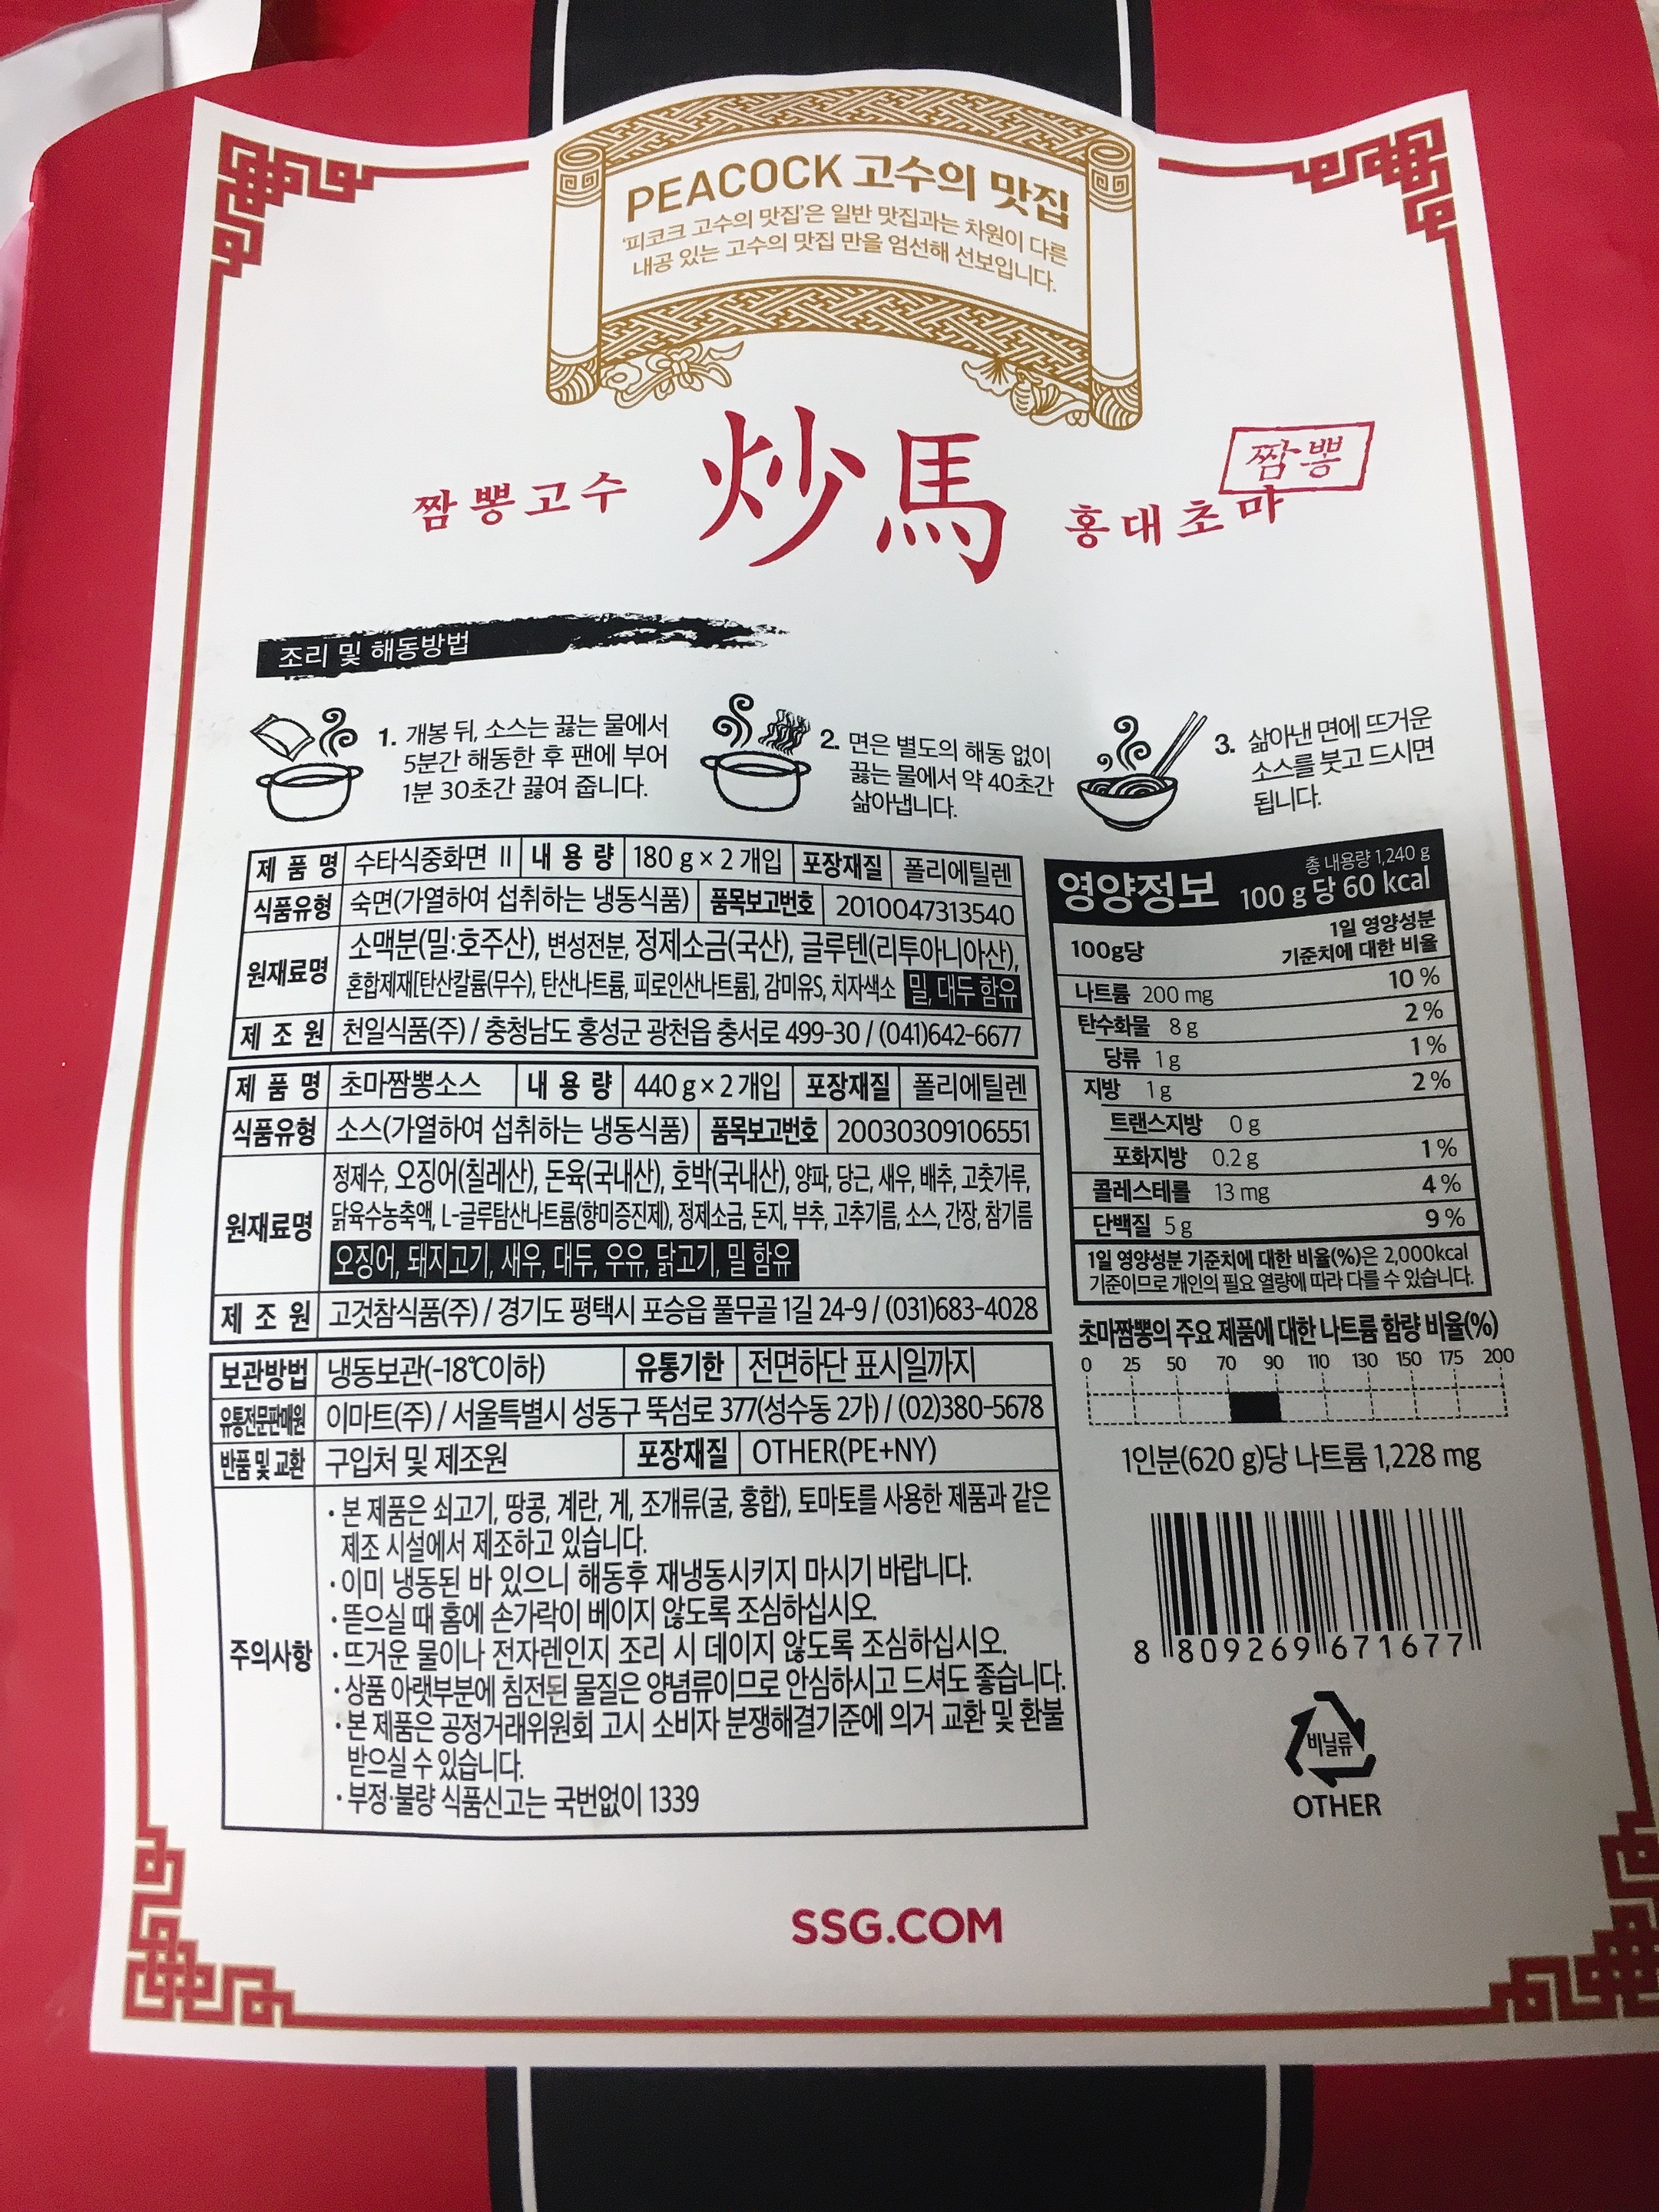 PEACOCK 고수의 맛집
'피코크 고수의 맛집'은 일반 맛집과는 차원이 다른
내공 있는 고수의 맛집 만을 엄선해 선보입니다.
짬뽕고수
炒馬
홍대초마
짬뽕
조리 및 해동방법
1. 개봉 뒤, 소스는 끓는 물에서
5분간 해동한 후 팬에 부어
1분 30초간 끓여 줍니다.
2. 면은 별도의 해동 없이
끓는 물에서 약 40초간
삶아냅니다.
3. 삶아낸 면에 뜨거운
소스를 붓고 드시면
됩니다.
제품명 수타식중화면 II 내용량 180 g × 2 개입 포장재질 폴리에틸렌
식품유형 숙면(가열하여 섭취하는 냉동식품) 품목보고번호 2010047313540
원재료명 소맥분(밀:호주산), 변성전분, 정제소금(국산), 글루텐(리투아니아산),
혼합제재[탄산칼륨(무수), 탄산나트륨, 피로인산나트륨], 감미유S, 치자색소 밀, 대두 함유
제조원 천일식품(주) / 충청남도 홍성군 광천읍 충서로 499-30 / (041)642-6677
제품명 초마짬뽕소스 내용량 440 g × 2 개입 포장재질 폴리에틸렌
식품유형 소스(가열하여 섭취하는 냉동식품) 품목보고번호 20030309106551
원재료명 정제수, 오징어(칠레산), 돈육(국내산), 호박(국내산), 양파, 당근, 새우, 배추, 고춧가루,
닭육수농축액, L-글루탐산나트륨(향미증진제), 정제소금, 돈지, 부추, 고추기름, 소스, 간장, 참기름
오징어, 돼지고기, 새우, 대두, 우유, 닭고기, 밀 함유
제조원 고것참식품(주) / 경기도 평택시 포승읍 풀무골 1길 24-9 / (031)683-4028
보관방법 냉동보관(-18℃이하) 유통기한 전면하단 표시일까지
유통전문판매원 이마트(주) / 서울특별시 성동구 뚝섬로 377(성수동 2가) / (02)380-5678
반품 및 교환 구입처 및 제조원 포장재질 OTHER(PE+NY)
주의사항
• 본 제품은 쇠고기, 땅콩, 계란, 게, 조개류(굴, 홍합), 토마토를 사용한 제품과 같은
제조 시설에서 제조하고 있습니다.
• 이미 냉동된 바 있으니 해동후 재냉동시키지 마시기 바랍니다.
• 뜯으실 때 홈에 손가락이 베이지 않도록 조심하십시오.
• 뜨거운 물이나 전자렌인지 조리 시 데이지 않도록 조심하십시오.
• 상품 아랫부분에 침전된 물질은 양념류이므로 안심하시고 드셔도 좋습니다.
• 본 제품은 공정거래위원회 고시 소비자 분쟁해결기준에 의거 교환 및 환불
받으실 수 있습니다.
• 부정·불량 식품신고는 국번없이 1339
영양정보
총 내용량 1,240 g
100 g 당 60 kcal
100g당 1일 영양성분
기준치에 대한 비율
나트륨 200 mg 10 %
탄수화물 8 g 2 %
당류 1 g 1 %
지방 1 g 2 %
트랜스지방 0 g
포화지방 0.2 g 1 %
콜레스테롤 13 mg 4 %
단백질 5 g 9 %
1일 영양성분 기준치에 대한 비율(%)은 2,000kcal
기준이므로 개인의 필요 열량에 따라 다를 수 있습니다.
초마짬뽕의 주요 제품에 대한 나트륨 함량 비율(%)
0 25 50 70 90 110 130 150 175 200
1인분(620 g)당 나트륨 1,228 mg
8 809269 671677
비닐류
OTHER
SSG.COM